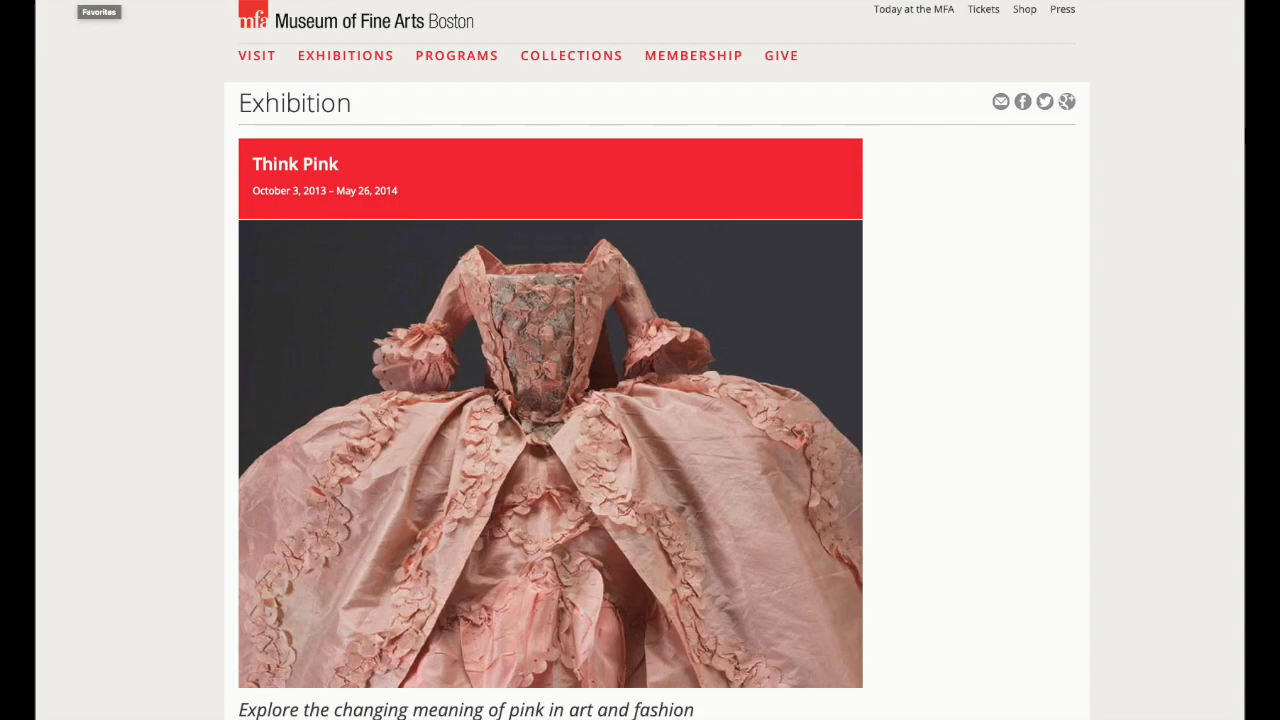 Favorites
mfa Museum of Fine Arts Boston
Today at the MFA Tickets Shop Press
VISIT EXHIBITIONS PROGRAMS COLLECTIONS MEMBERSHIP GIVE
Exhibition
Think Pink
October 3, 2013 – May 26, 2014
Explore the changing meaning of pink in art and fashion